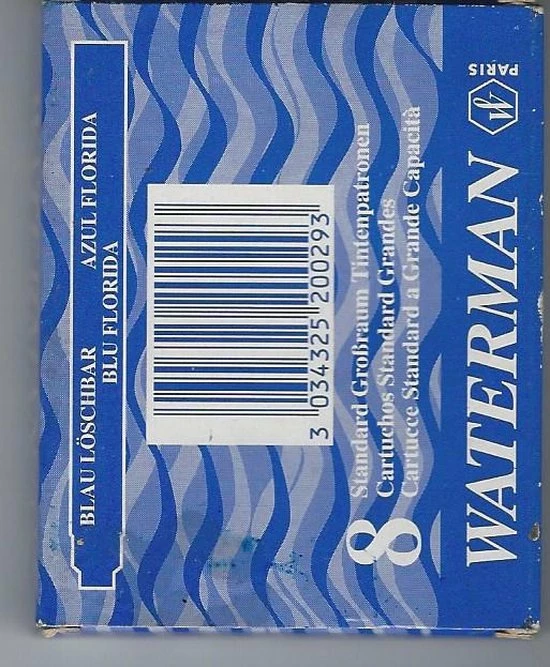 BLAU LÖSCHBAR AZUL FLORIDA
BLU FLORIDA
3 034325 200293
8
Standard Großraum Tintenpatronen
Cartuchos Standard Grandes
Cartucce Standard a Grande Capacità
WATERMAN
W
PARIS